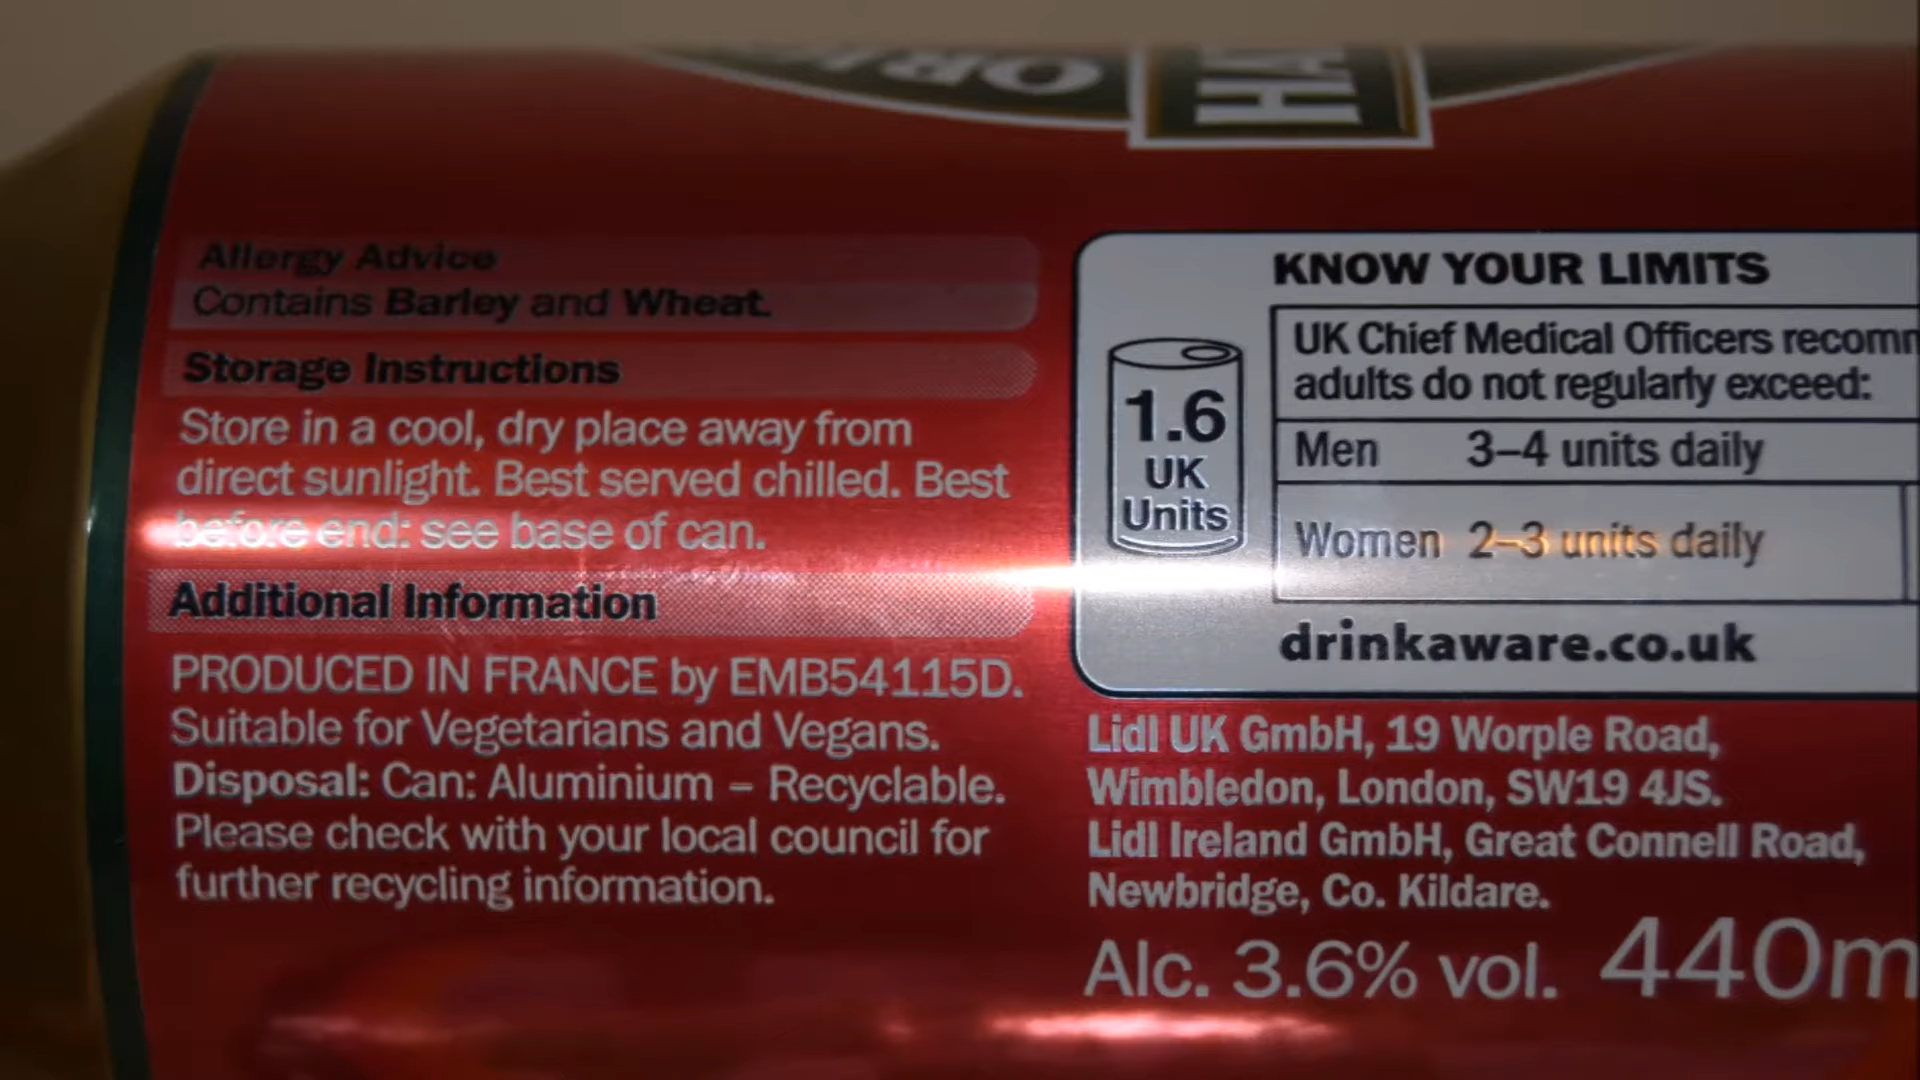 Allergy Advice
Contains Barley and Wheat.
Storage Instructions
Store in a cool, dry place away from
direct sunlight. Best served chilled. Best
before end: see base of can.
Additional Information
PRODUCED IN FRANCE by EMB54115D.
Suitable for Vegetarians and Vegans.
Disposal: Can: Aluminium – Recyclable.
Please check with your local council for
further recycling information.
KNOW YOUR LIMITS
1.6
UK
Units
UK Chief Medical Officers
adults do not regularly exceed:
Men 3–4 units daily
Women 2–3 units daily
drinkaware.co.uk
Lidl UK GmbH, 19 Worple Road,
Wimbledon, London, SW19 4JS.
Lidl Ireland GmbH, Great Connell Road,
Newbridge, Co. Kildare.
Alc. 3.6% vol. 440m